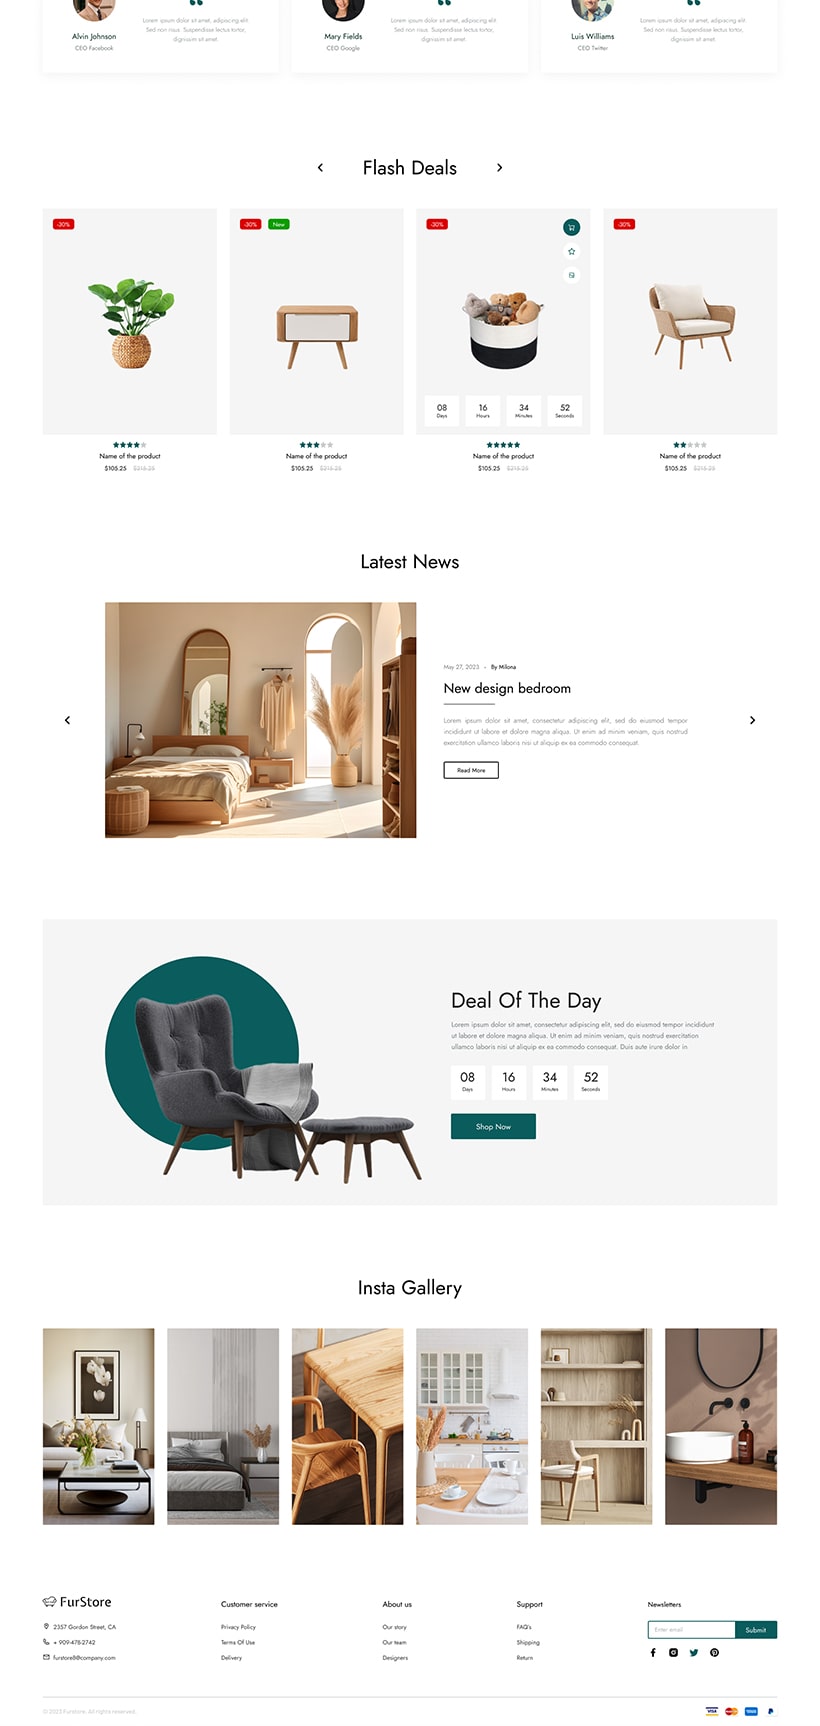 Alvin Johnson
CEO Facebook
Lorem ipsum dolor sit amet, adipiscing elit.
Sed non risus. Suspendisse lectus tortor,
dignissim sit amet.
Mary Fields
CEO Google
Lorem ipsum dolor sit amet, adipiscing elit.
Sed non risus. Suspendisse lectus tortor,
dignissim sit amet.
Luis Williams
CEO Twitter
Lorem ipsum dolor sit amet, adipiscing elit.
Sed non risus. Suspendisse lectus tortor,
dignissim sit amet.
Flash Deals
-30%
-30%
New
-30%
-30%
08
Days
16
Hours
34
Minutes
52
Seconds
Name of the product
$105.25 $215.25
Name of the product
$105.25 $215.25
Name of the product
$105.25 $215.25
Name of the product
$105.25 $215.25
Latest News
May 27, 2023 • By Milona
New design bedroom
Lorem ipsum dolor sit amet, consectetur adipiscing elit, sed do eiusmod tempor
incididunt ut labore et dolore magna aliqua. Ut enim ad minim veniam, quis nostrud
exercitation ullamco laboris nisi ut aliquip ex ea commodo consequat.
Read More
Deal Of The Day
Lorem ipsum dolor sit amet, consectetur adipiscing elit, sed do eiusmod tempor incididunt
ut labore et dolore magna aliqua. Ut enim ad minim veniam, quis nostrud exercitation
ullamco laboris nisi ut aliquip ex ea commodo consequat. Duis aute irure dolor in
08
Days
16
Hours
34
Minutes
52
Seconds
Shop Now
Insta Gallery
FurStore
2357 Gordon Street, CA
+ 909-478-2742
furstore8@company.com
Customer service
Privacy Policy
Terms Of Use
Delivery
About us
Our story
Our team
Designers
Support
FAQ's
Shipping
Return
Newsletters
Enter email
Submit
© 2023 Furstore. All rights reserved.
VISA